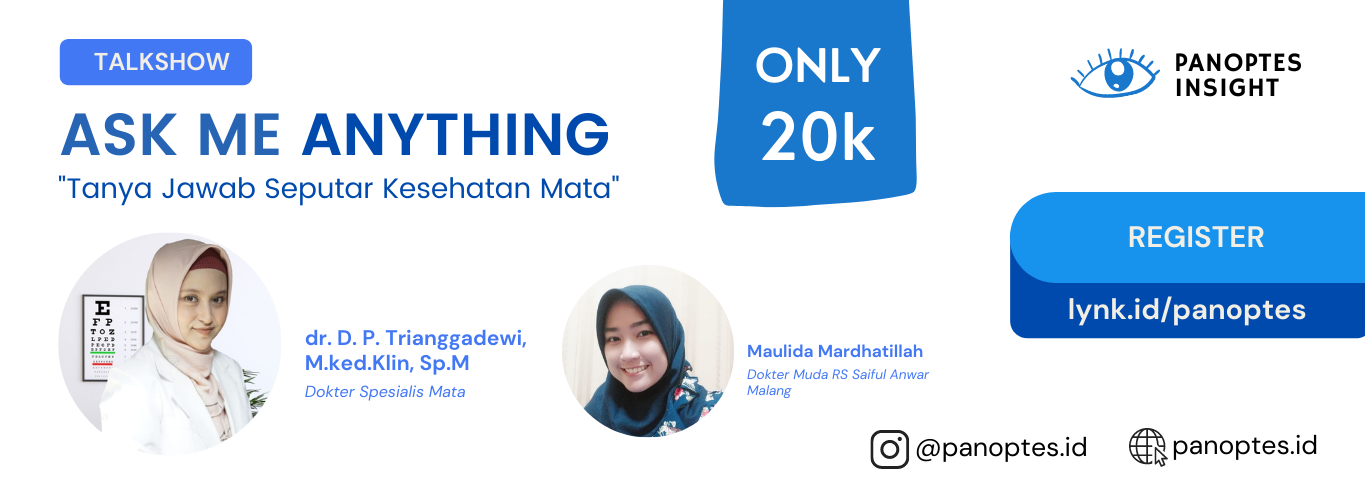 TALKSHOW
ASK ME ANYTHING
"Tanya Jawab Seputar Kesehatan Mata"
ONLY
20k
PANOPTES
INSIGHT
REGISTER
lynk.id/panoptes
E
F P
T O Z
L P E D
P E C F D
E D F C Z P
dr. D. P. Trianggadewi,
M.ked.Klin, Sp.M
Dokter Spesialis Mata
Maulida Mardhatillah
Dokter Muda RS Saiful Anwar
Malang
@panoptes.id
panoptes.id